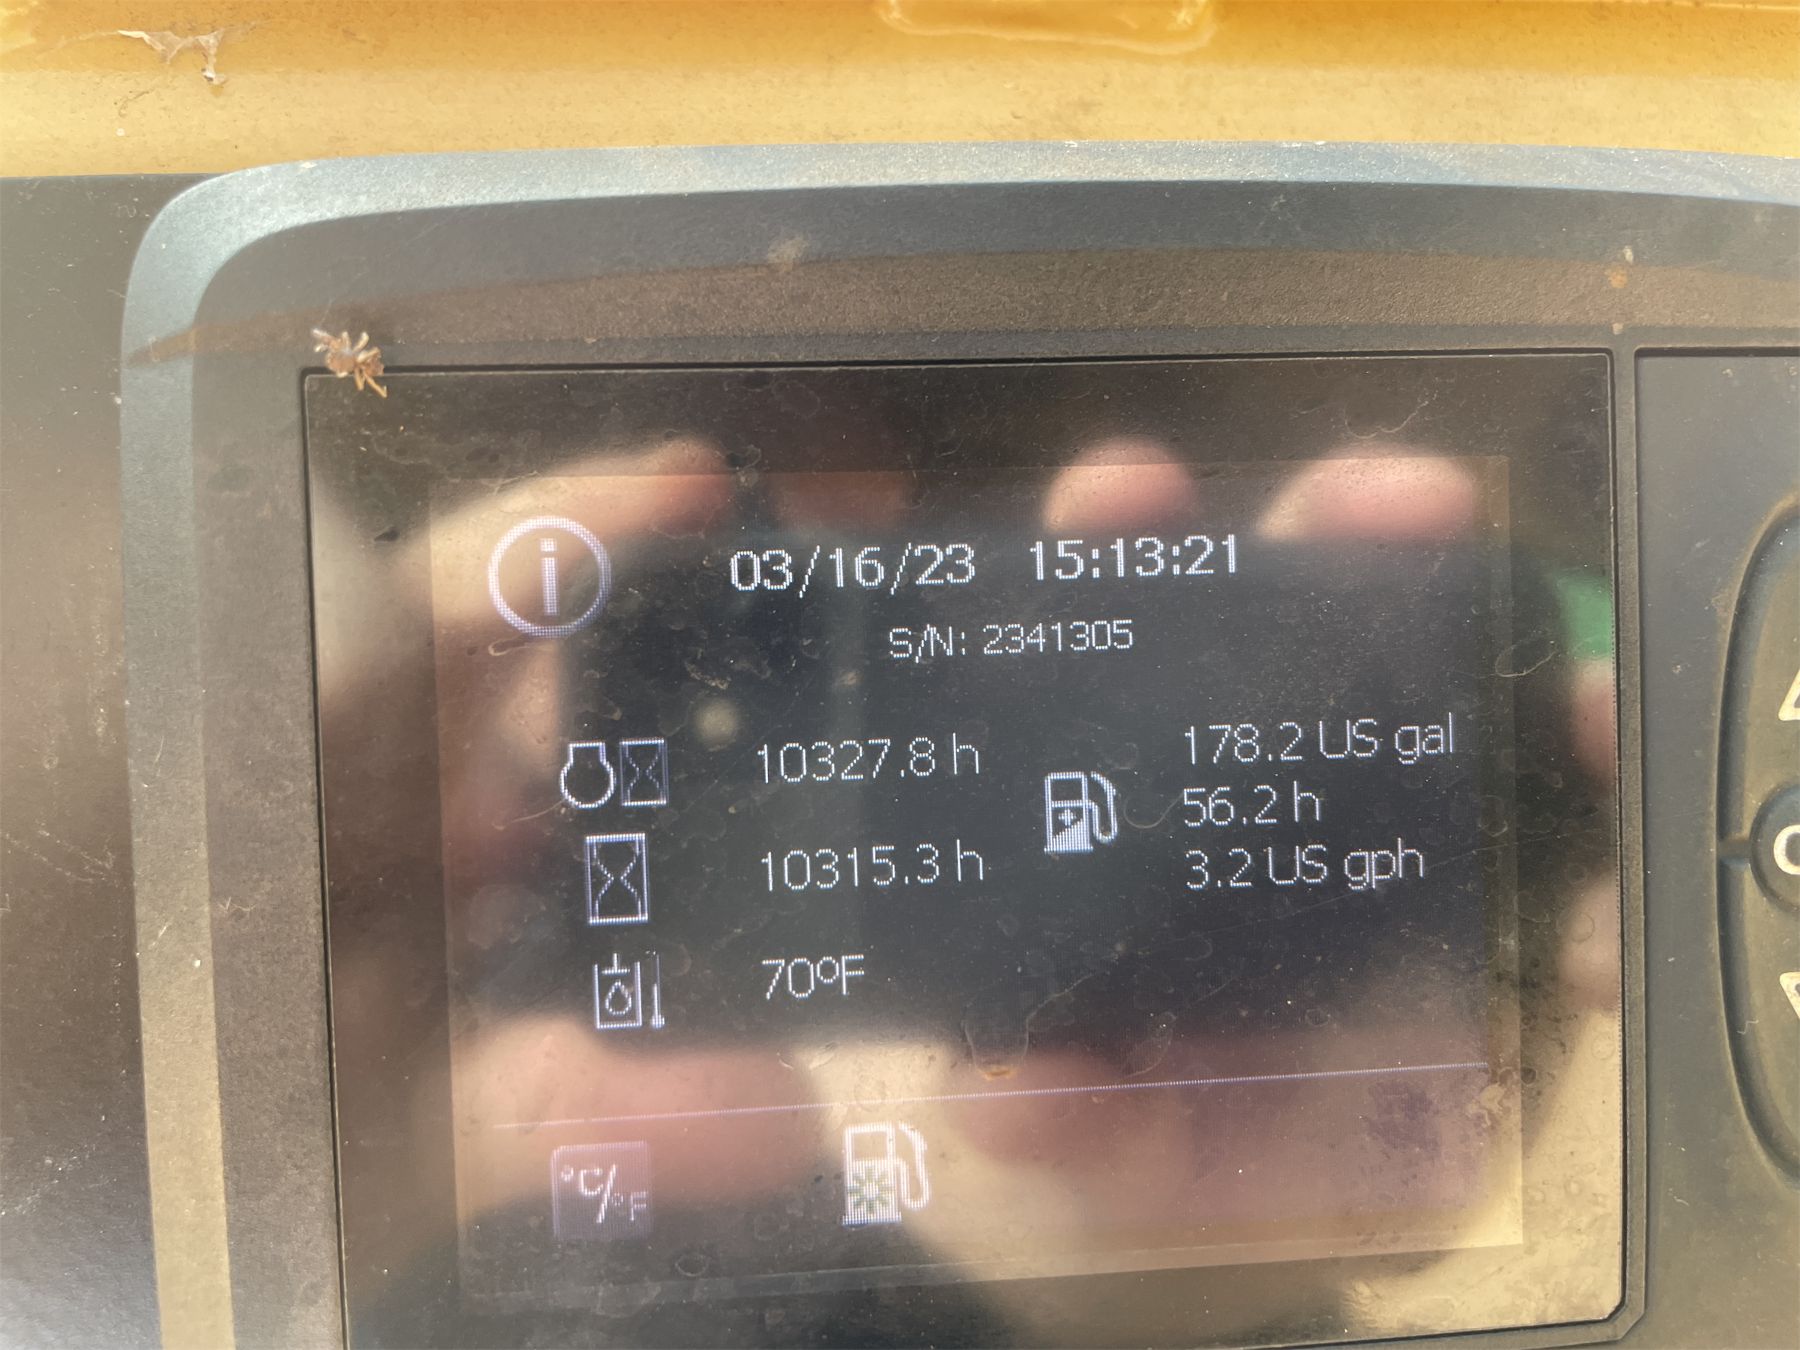 03/16/23 15:13:21
S/N: 2341305
10327.8 h
178.2 US gal
56.2 h
10315.3 h
3.2 US gph
70ºF
°C/°F